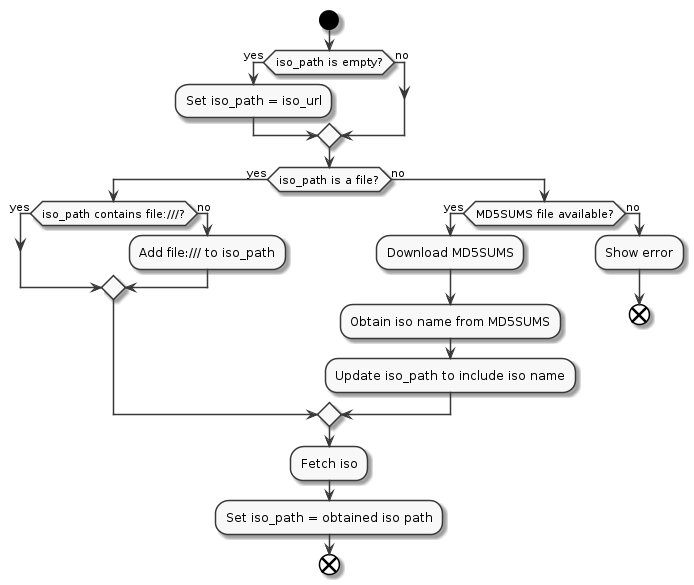 iso_path is empty?
yes
no
Set iso_path = iso_url
iso_path is a file?
yes
no
iso_path contains file:///?
yes
no
Add file:/// to iso_path
MD5SUMS file available?
yes
no
Download MD5SUMS
Show error
Obtain iso name from MD5SUMS
Update iso_path to include iso name
Fetch iso
Set iso_path = obtained iso path